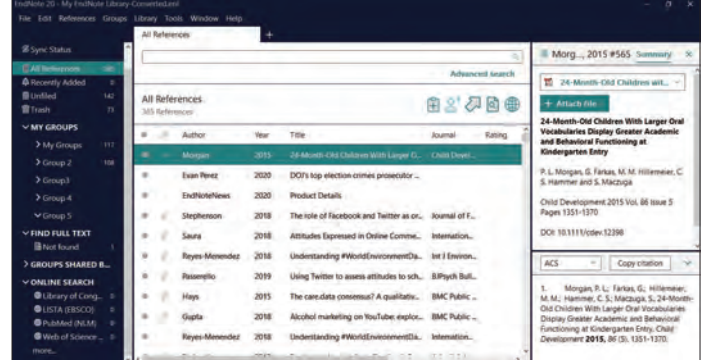 EndNote 20 - My EndNote Library-Converted.enl
File Edit References Groups Library Tools Window Help
All References
+
Sync Status
All References 365
Recently Added 0
Unfiled 142
Trash 73
MY GROUPS
My Groups 117
Group 2 108
Group3
Group 4
Group 5
FIND FULL TEXT
Not found 1
GROUPS SHARED B...
ONLINE SEARCH
Library of Cong... 0
LISTA (EBSCO) 0
PubMed (NLM) 0
Web of Science ... 0
more...
Advanced search
All References
365 References
Author Year Title Journal Rating
Morgan 2015 24-Month-Old Children With Larger O... Child Devel...
Evan Perez 2020 DOJ's top election crimes prosecutor ...
EndNoteNews 2020 Product Details
Stephenson 2018 The role of Facebook and Twitter as or... Journal of F...
Saura 2018 Attitudes Expressed in Online Comme... Internation...
Reyes-Menendez 2018 Understanding #WorldEnvironmentDa... Int J Environ...
Passerello 2019 Using Twitter to assess attitudes to sch... BJPsych Bull...
Hays 2015 The care.data consensus? A qualitativ... BMC Public ...
Gupta 2018 Alcohol marketing on YouTube: explor... BMC Public ...
Reyes-Menendez 2018 Understanding #WorldEnvironmentDa... Internation...
Morg..., 2015 #565 Summary ×
24-Month-Old Children wit...
+ Attach file
24-Month-Old Children With Larger Oral
Vocabularies Display Greater Academic
and Behavioral Functioning at
Kindergarten Entry
P. L. Morgan, G. Farkas, M. M. Hillemeier, C.
S. Hammer and S. Maczuga
Child Development 2015 Vol. 86 Issue 5
Pages 1351-1370
DOI: 10.1111/cdev.12398
ACS Copy citation
1. Morgan, P. L.; Farkas, G.; Hillemeier,
M. M.; Hammer, C. S.; Maczuga, S., 24-Month-
Old Children With Larger Oral Vocabularies
Display Greater Academic and Behavioral
Functioning at Kindergarten Entry. Child
Development 2015, 86 (5), 1351-1370.